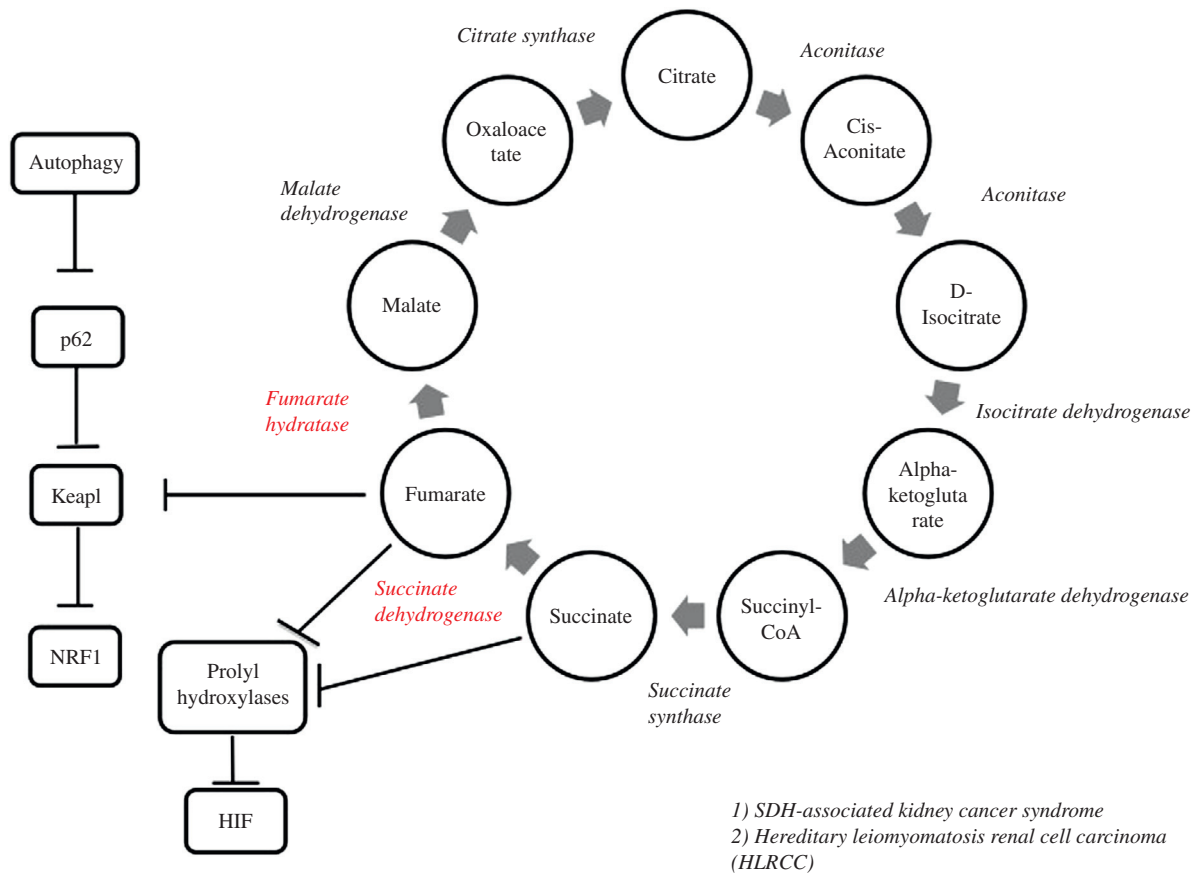 Citrate synthase
Citrate
Aconitase
Oxaloace
tate
Cis-
Aconitate
Autophagy
Malate
dehydrogenase
Aconitase
Malate
D-
Isocitrate
p62
Fumarate
hydratase
Isocitrate dehydrogenase
Keapl
Fumarate
Alpha-
ketogluta
rate
Succinate
dehydrogenase
Succinate
Succinyl-
CoA
Alpha-ketoglutarate dehydrogenase
NRF1
Prolyl
hydroxylases
Succinate
synthase
HIF
1) SDH-associated kidney cancer syndrome
2) Hereditary leiomyomatosis renal cell carcinoma
(HLRCC)